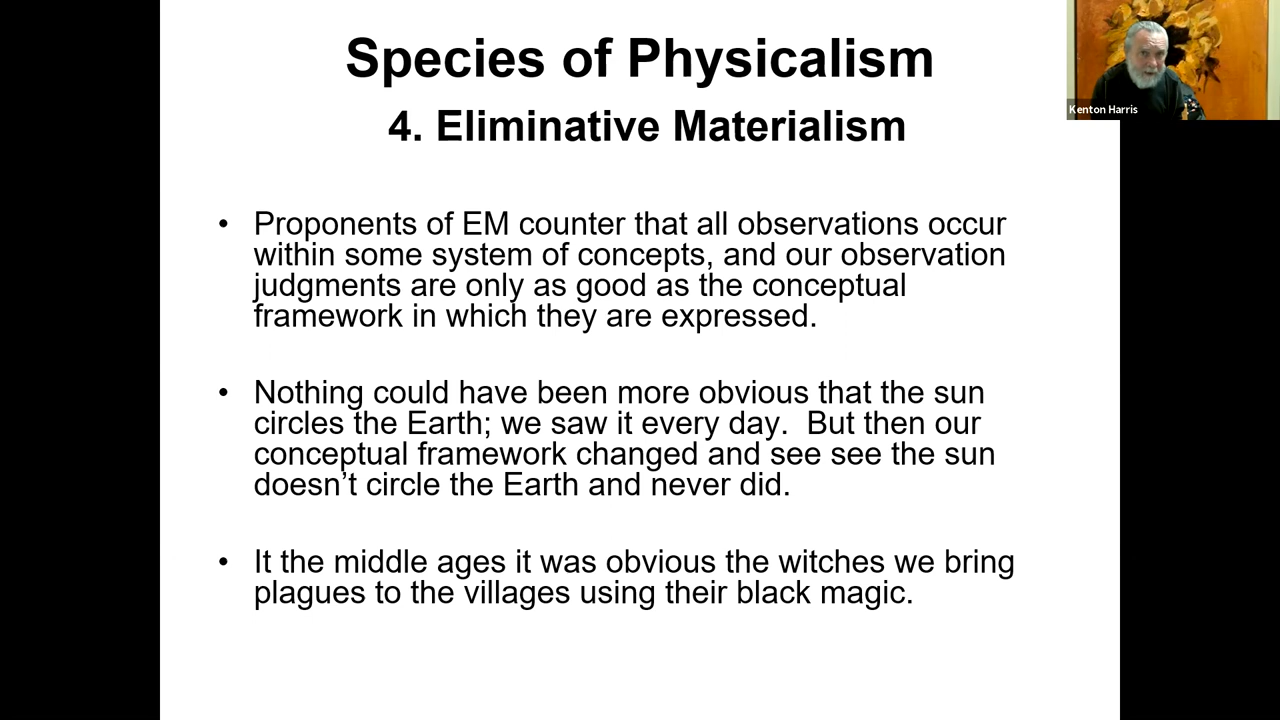 Species of Physicalism
4. Eliminative Materialism
Kenton Harris
• Proponents of EM counter that all observations occur
within some system of concepts, and our observation
judgments are only as good as the conceptual
framework in which they are expressed.
• Nothing could have been more obvious that the sun
circles the Earth; we saw it every day.  But then our
conceptual framework changed and see see the sun
doesn’t circle the Earth and never did.
• It the middle ages it was obvious the witches we bring
plagues to the villages using their black magic.